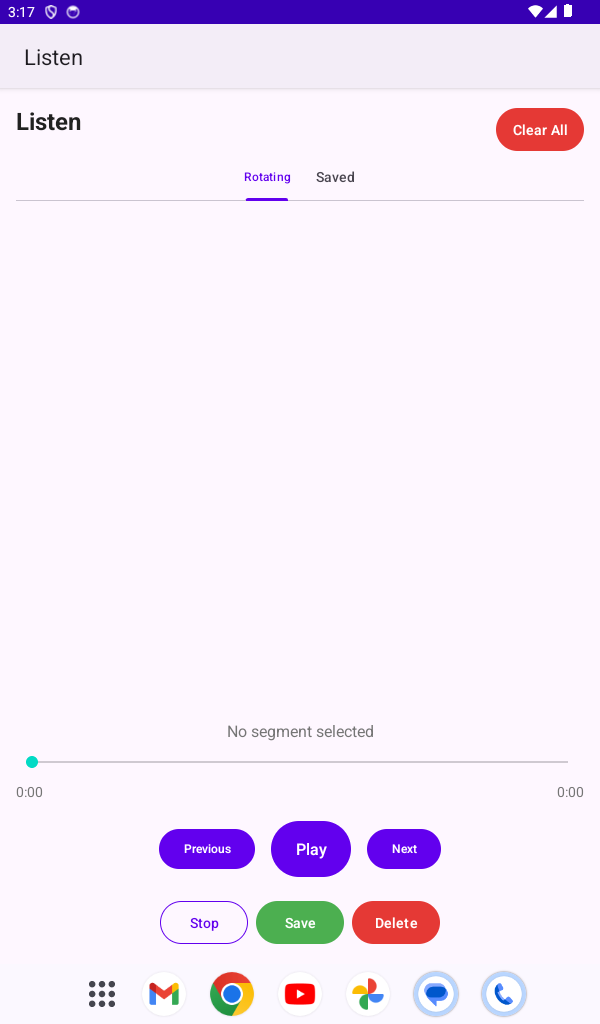 3:17
Listen
Listen
Clear All
Rotating
Saved
No segment selected
0:00
0:00
Previous
Play
Next
Stop
Save
Delete